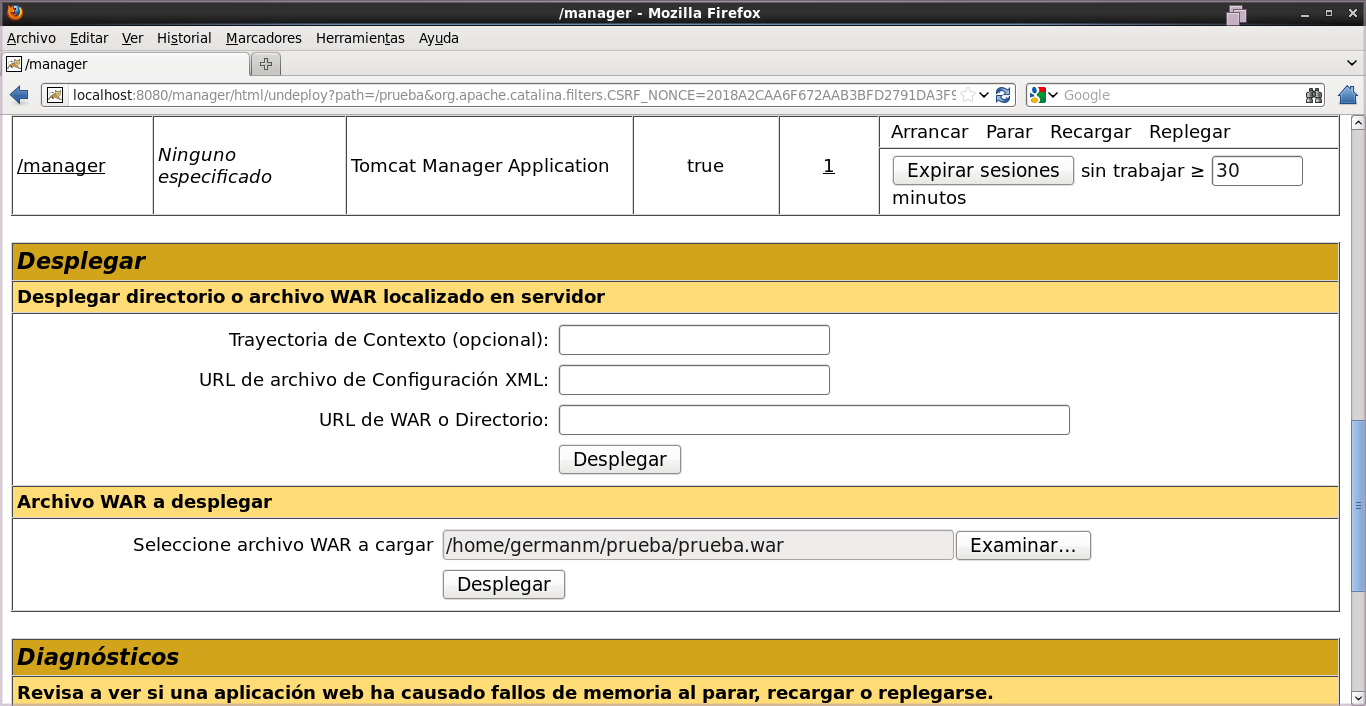 /manager - Mozilla Firefox
Archivo Editar Ver Historial Marcadores Herramientas Ayuda
/manager
localhost:8080/manager/html/undeploy?path=/prueba&org.apache.catalina.filters.CSRF_NONCE=2018A2CAA6F672AAB3BFD2791DA3F9
Google
/manager
Ninguno
especificado
Tomcat Manager Application
true
1
Arrancar Parar Recargar Replegar
Expirar sesiones sin trabajar ≥ 30
minutos
Desplegar
Desplegar directorio o archivo WAR localizado en servidor
Trayectoria de Contexto (opcional):
URL de archivo de Configuración XML:
URL de WAR o Directorio:
Desplegar
Archivo WAR a desplegar
Seleccione archivo WAR a cargar /home/germanm/prueba/prueba.war Examinar...
Desplegar
Diagnósticos
Revisa a ver si una aplicación web ha causado fallos de memoria al parar, recargar o replegarse.